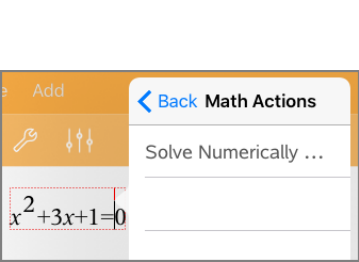 e Add
Back Math Actions
Solve Numerically ...
x²+3x+1=0